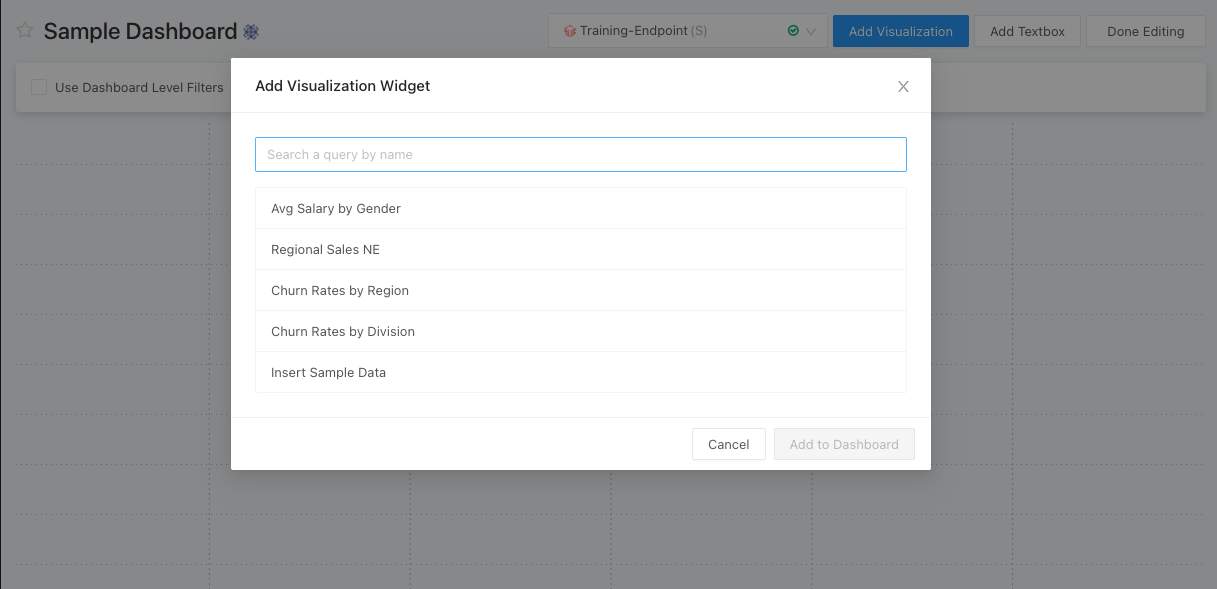 Sample Dashboard
Training-Endpoint (S)
Add Visualization
Add Textbox
Done Editing
Use Dashboard Level Filters
Add Visualization Widget
Search a query by name
Avg Salary by Gender
Regional Sales NE
Churn Rates by Region
Churn Rates by Division
Insert Sample Data
Cancel
Add to Dashboard